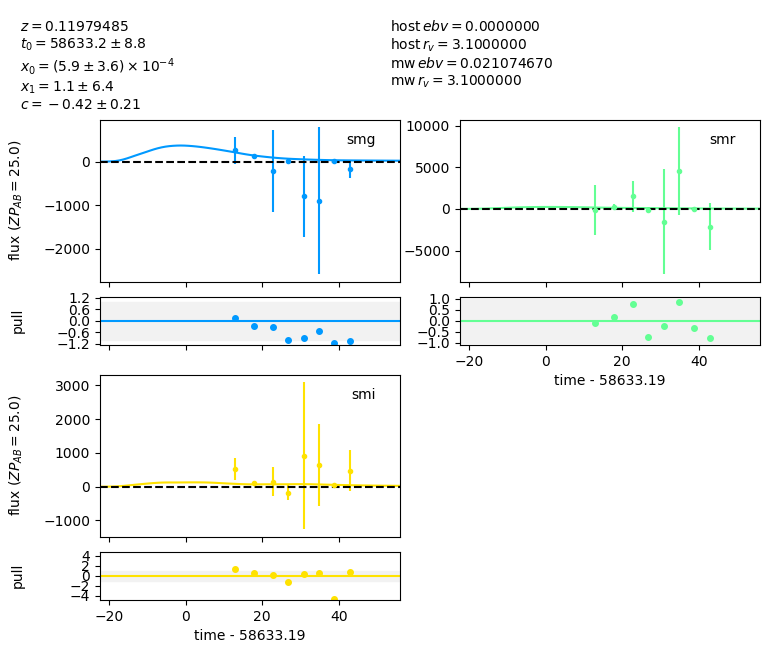 z = 0.11979485
t₀ = 58633.2 ± 8.8
x₀ = (5.9 ± 3.6) × 10⁻⁴
x₁ = 1.1 ± 6.4
c = −0.42 ± 0.21
host ebv = 0.0000000
host r_v = 3.1000000
mw ebv = 0.021074670
mw r_v = 3.1000000
flux (ZP_AB = 25.0)
smg
0
−1000
−2000
smr
10000
5000
0
−5000
pull
1.2
0.6
0.0
−0.6
−1.2
1.0
0.5
0.0
−0.5
−1.0
−20 0 20 40
time - 58633.19
flux (ZP_AB = 25.0)
smi
3000
2000
1000
0
−1000
pull
4
2
0
−2
−4
−20 0 20 40
time - 58633.19